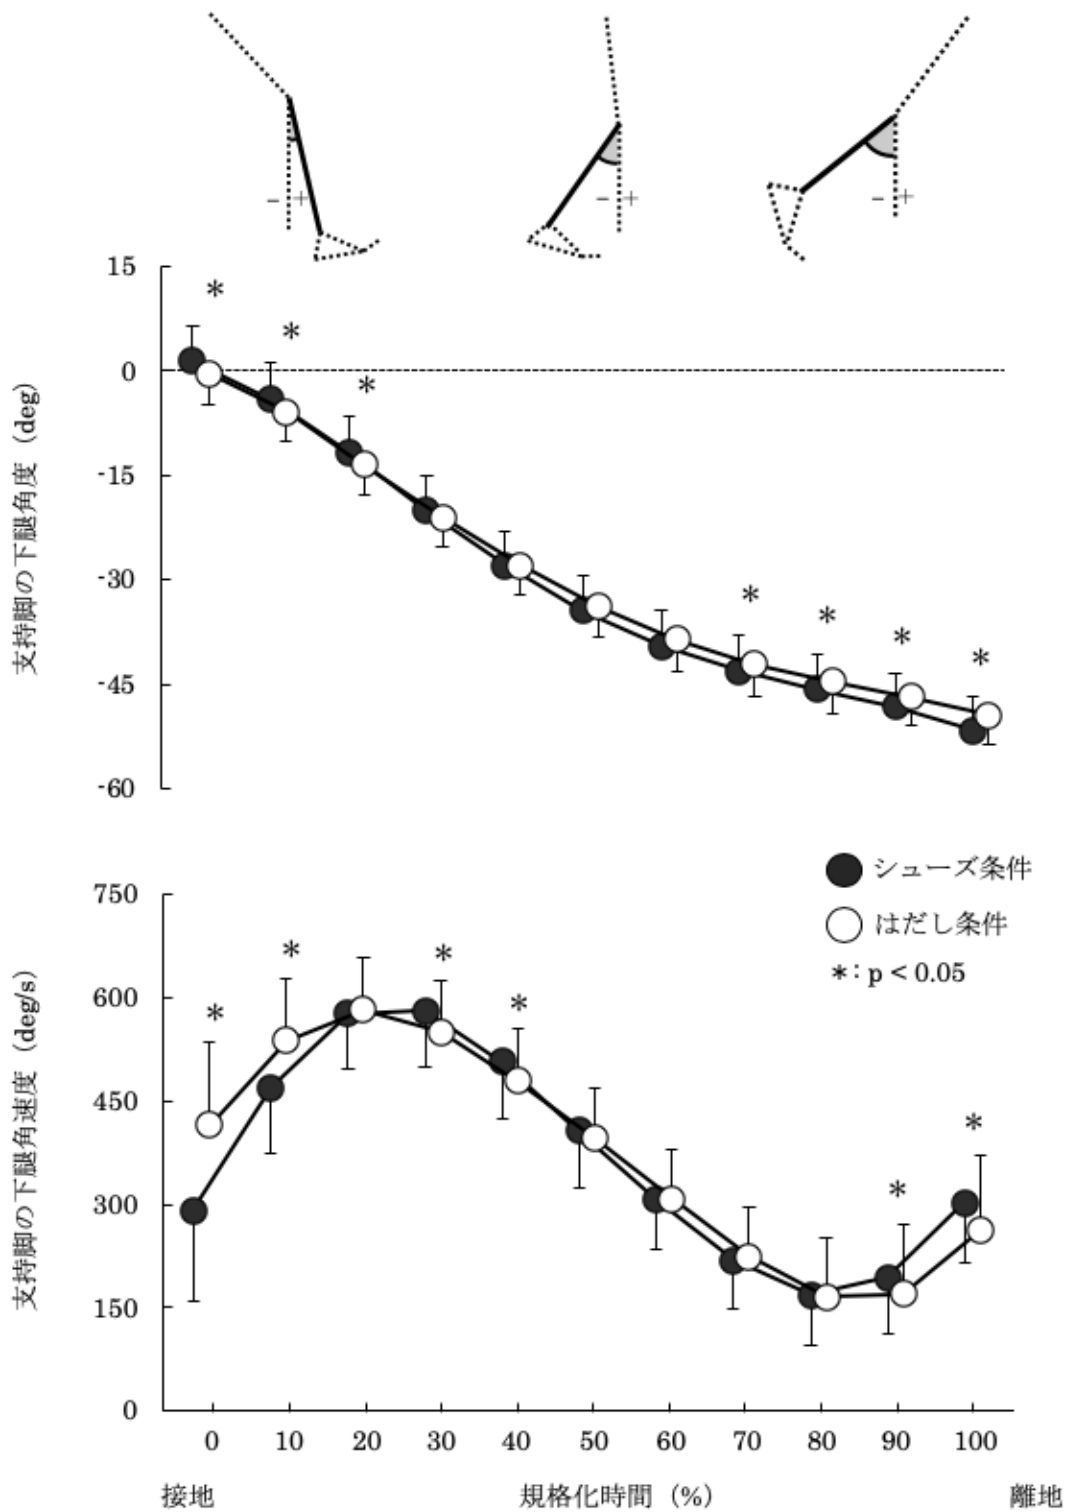 - +
- +
- +
15
0
-15
-30
-45
-60
支持脚の下腿角度（deg）
* * * * * * *
シューズ条件
はだし条件
*: p < 0.05
750
600
450
300
150
0
支持脚の下腿角速度（deg/s）
* * * * * *
0 10 20 30 40 50 60 70 80 90 100
接地 規格化時間（%） 離地